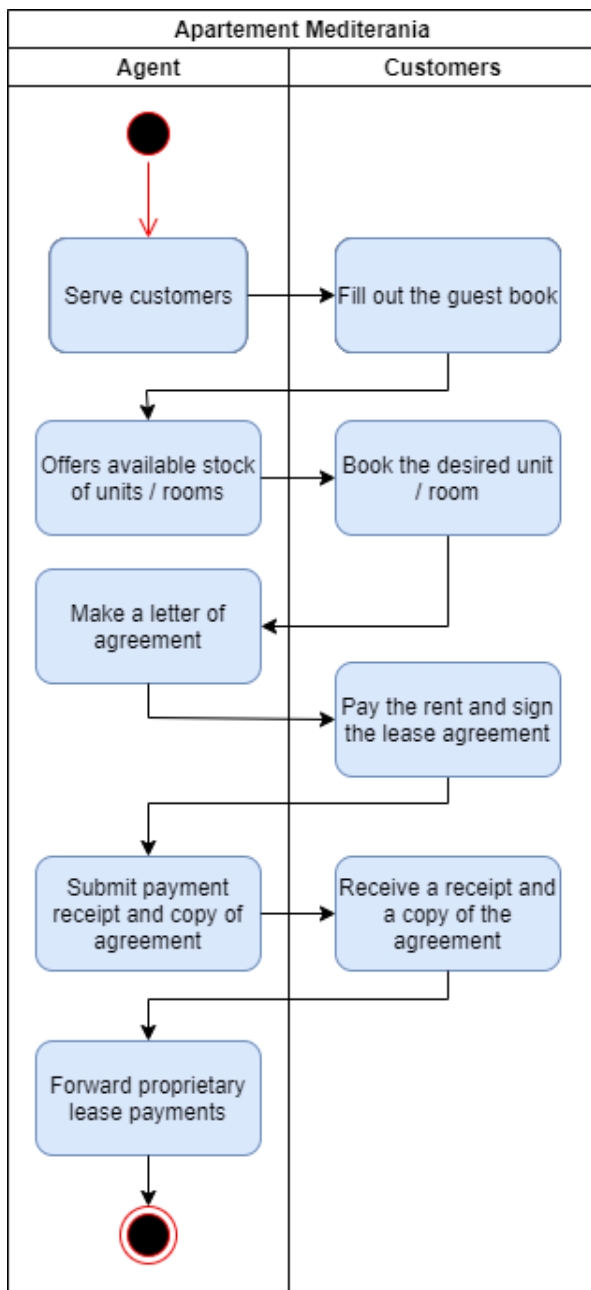 Apartement Mediterania
Agent
Customers
Serve customers
Fill out the guest book
Offers available stock
of units / rooms
Book the desired unit
/ room
Make a letter of
agreement
Pay the rent and sign
the lease agreement
Submit payment
receipt and copy of
agreement
Receive a receipt and
a copy of the
agreement
Forward proprietary
lease payments